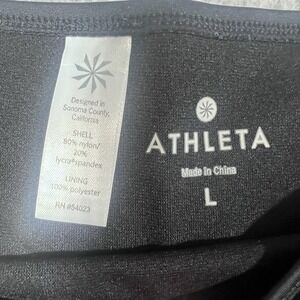 Designed in
Sonoma County,
California
SHELL
80% nylon/
20%
lycra®spandex
LINING
100% polyester
RN #54023
ATHLETA
Made in China
L